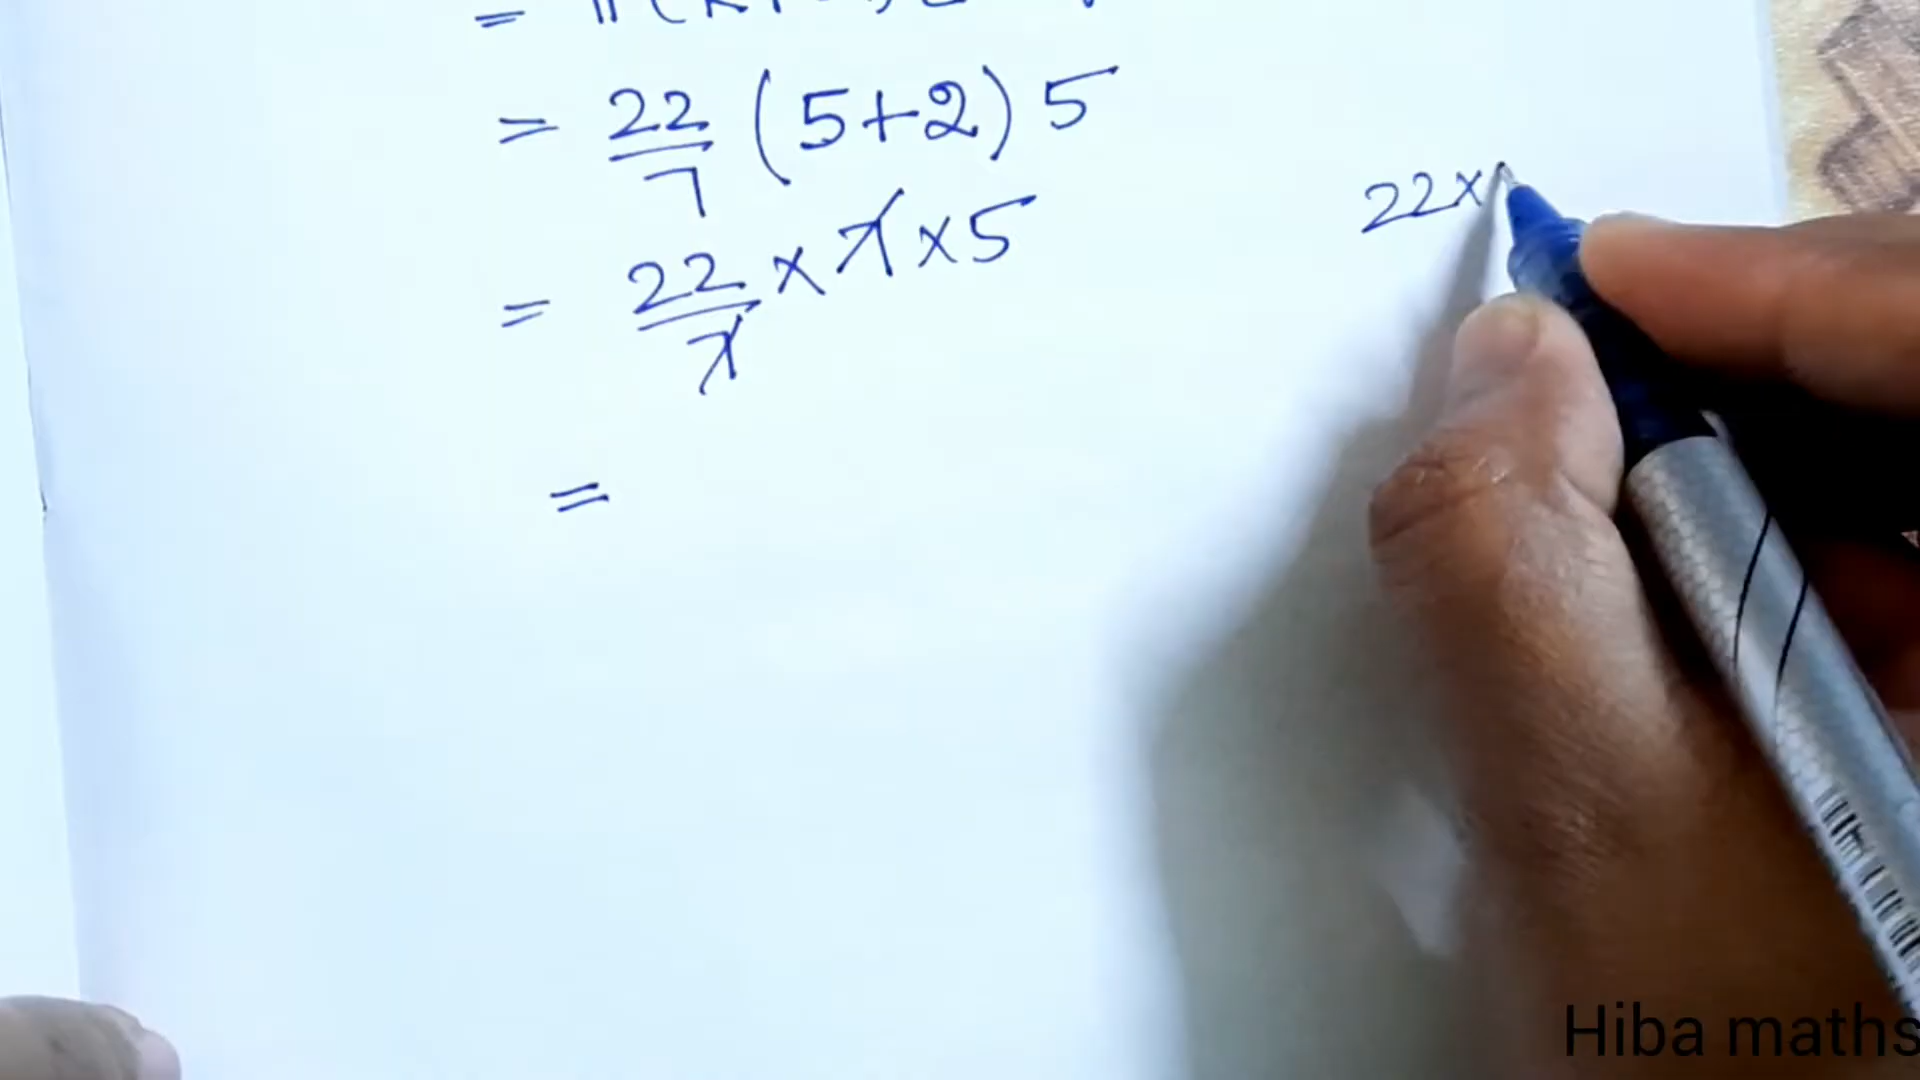 = 22/7 (5+2) 5
22×
= 22/7 × 7 × 5
=
Hiba maths